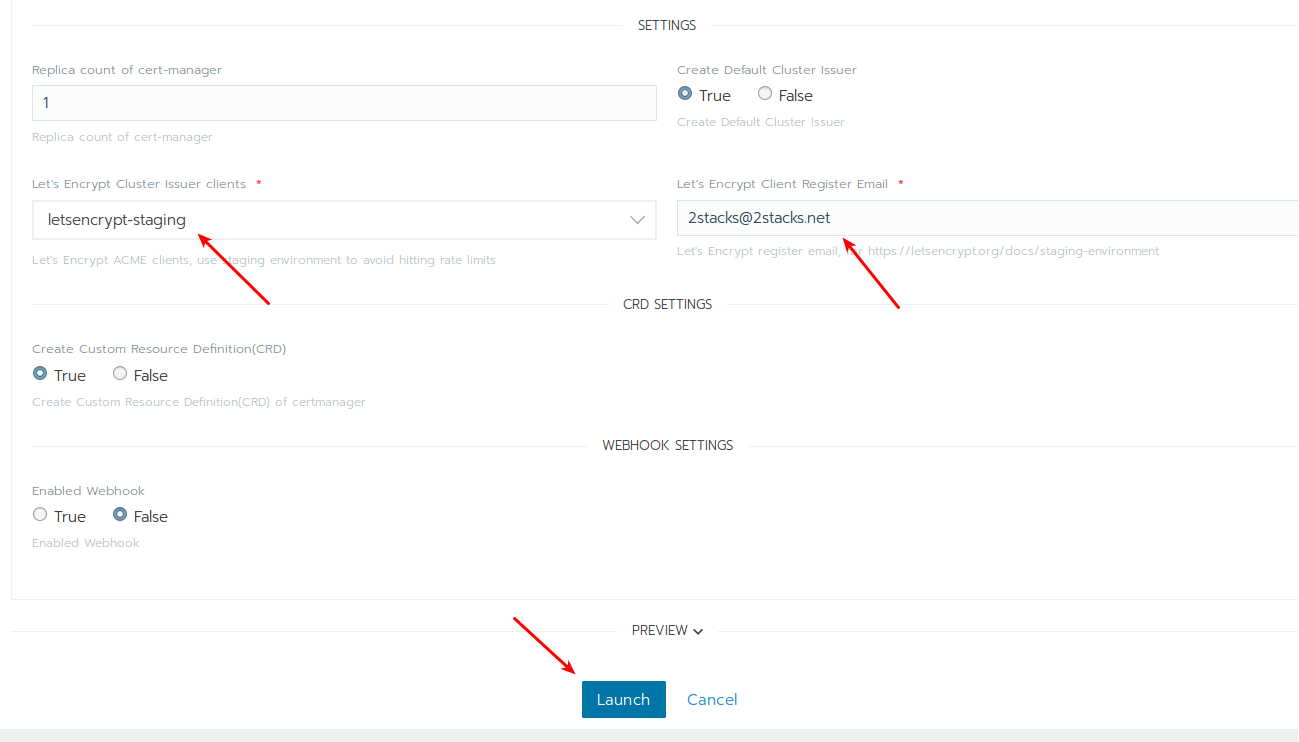 SETTINGS
Replica count of cert-manager
Create Default Cluster Issuer
1
True False
Replica count of cert-manager
Create Default Cluster Issuer
Let's Encrypt Cluster Issuer clients *
Let's Encrypt Client Register Email *
letsencrypt-staging
2stacks@2stacks.net
Let's Encrypt ACME clients, use staging environment to avoid hitting rate limits
Let's Encrypt register email, for https://letsencrypt.org/docs/staging-environment
CRD SETTINGS
Create Custom Resource Definition(CRD)
True False
Create Custom Resource Definition(CRD) of certmanager
WEBHOOK SETTINGS
Enabled Webhook
True False
Enabled Webhook
PREVIEW
Launch Cancel